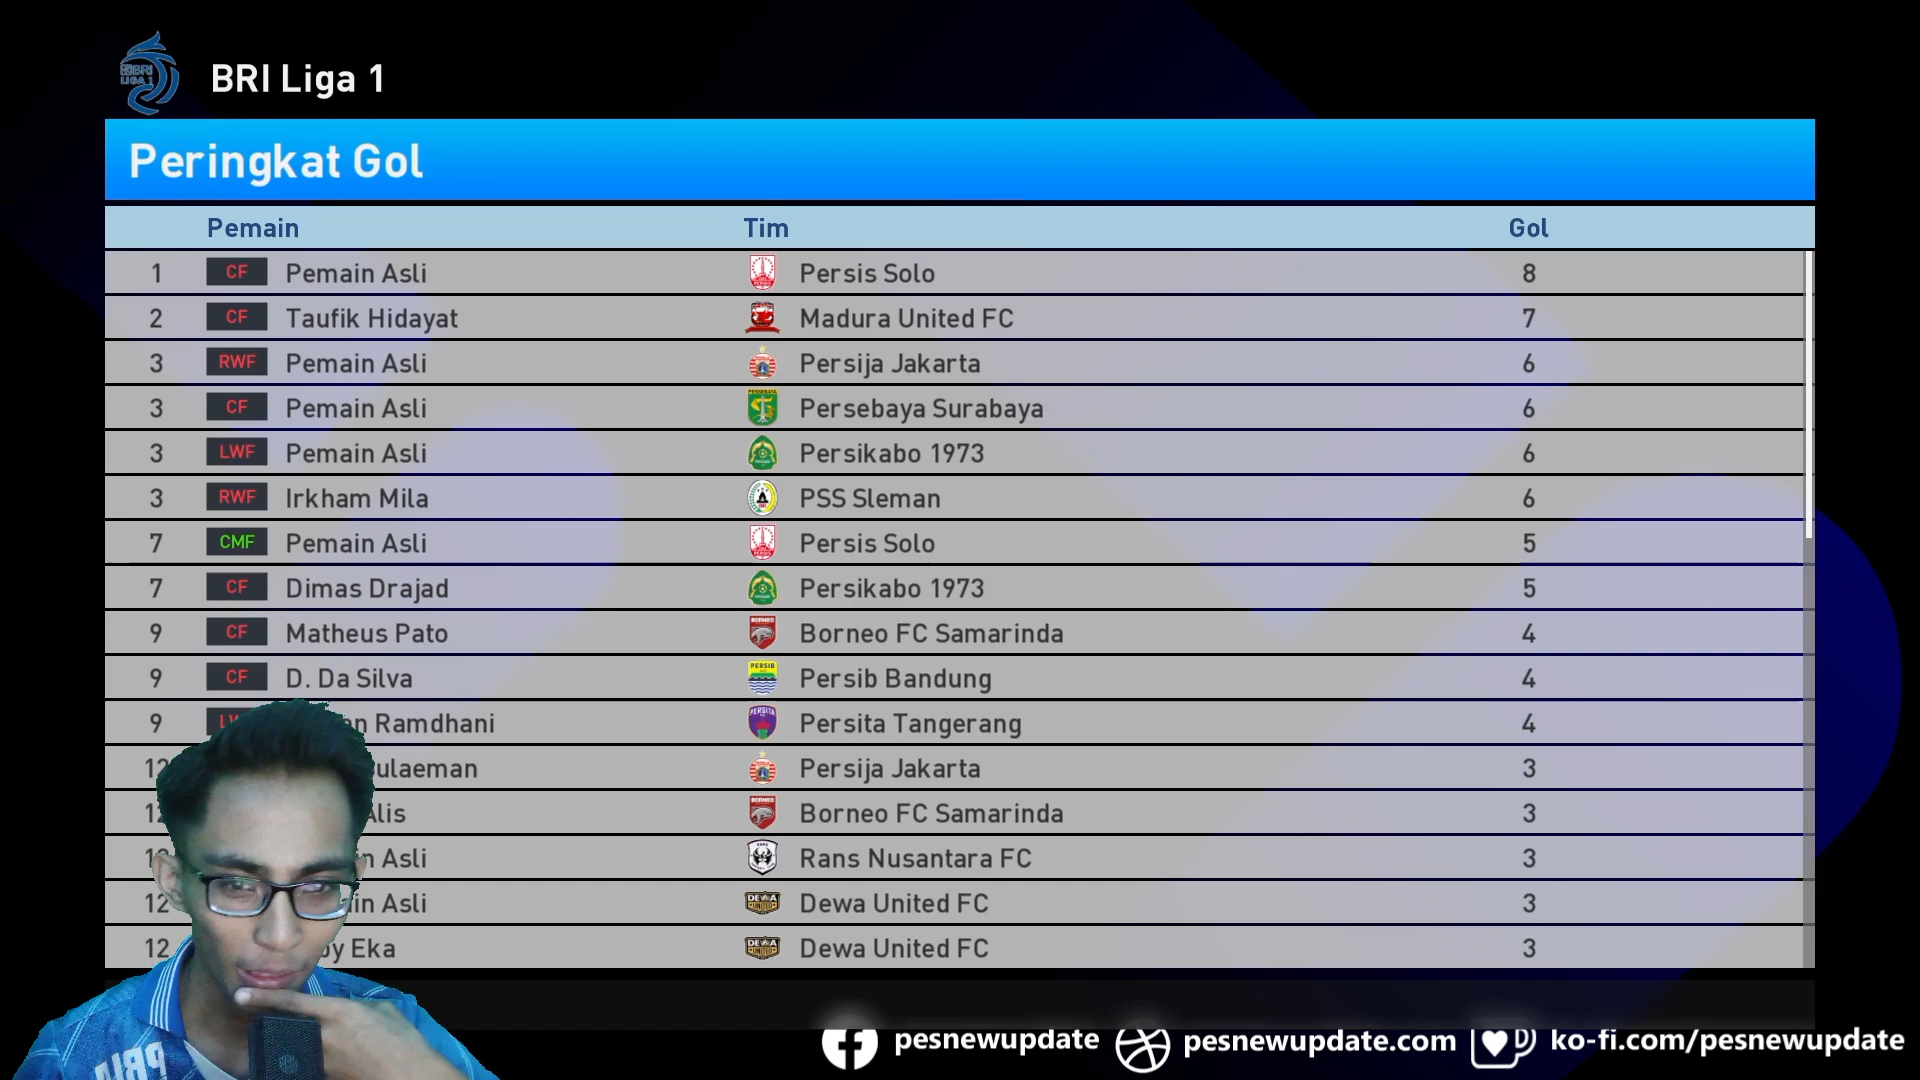 BRI Liga 1
Peringkat Gol
Pemain Tim Gol
1 CF Pemain Asli Persis Solo 8
2 CF Taufik Hidayat Madura United FC 7
3 RWF Pemain Asli Persija Jakarta 6
3 CF Pemain Asli Persebaya Surabaya 6
3 LWF Pemain Asli Persikabo 1973 6
3 RWF Irkham Mila PSS Sleman 6
7 CMF Pemain Asli Persis Solo 5
7 CF Dimas Drajad Persikabo 1973 5
9 CF Matheus Pato Borneo FC Samarinda 4
9 CF D. Da Silva Persib Bandung 4
9 Ramdhani Persita Tangerang 4
Persija Jakarta 3
Borneo FC Samarinda 3
Asli Rans Nusantara FC 3
12 Asli Dewa United FC 3
12 Eka Dewa United FC 3
pesnewupdate pesnewupdate.com ko-fi.com/pesnewupdate